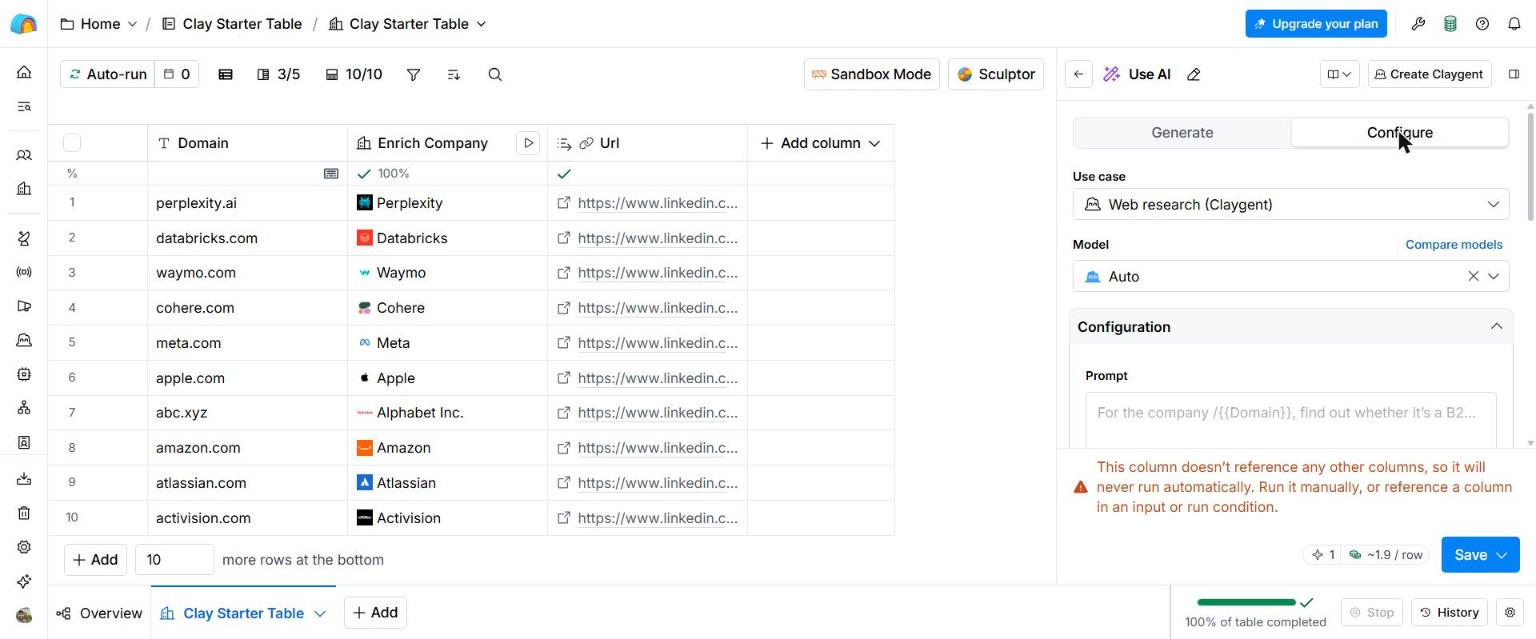 Home / Clay Starter Table / Clay Starter Table
Upgrade your plan
Auto-run 0 3/5 10/10 Sandbox Mode Sculptor
Use AI Create Claygent
Generate Configure
Domain Enrich Company Url Add column
% 100%
1 perplexity.ai Perplexity https://www.linkedin.c...
2 databricks.com Databricks https://www.linkedin.c...
3 waymo.com Waymo https://www.linkedin.c...
4 cohere.com Cohere https://www.linkedin.c...
5 meta.com Meta https://www.linkedin.c...
6 apple.com Apple https://www.linkedin.c...
7 abc.xyz Alphabet Inc. https://www.linkedin.c...
8 amazon.com Amazon https://www.linkedin.c...
9 atlassian.com Atlassian https://www.linkedin.c...
10 activision.com Activision https://www.linkedin.c...
+ Add 10 more rows at the bottom
Use case
Web research (Claygent)
Model Compare models
Auto
Configuration
Prompt
For the company /{{Domain}}, find out whether it's a B2...
This column doesn't reference any other columns, so it will
never run automatically. Run it manually, or reference a column
in an input or run condition.
1 ~1.9 / row Save
Overview Clay Starter Table + Add
100% of table completed
Stop History